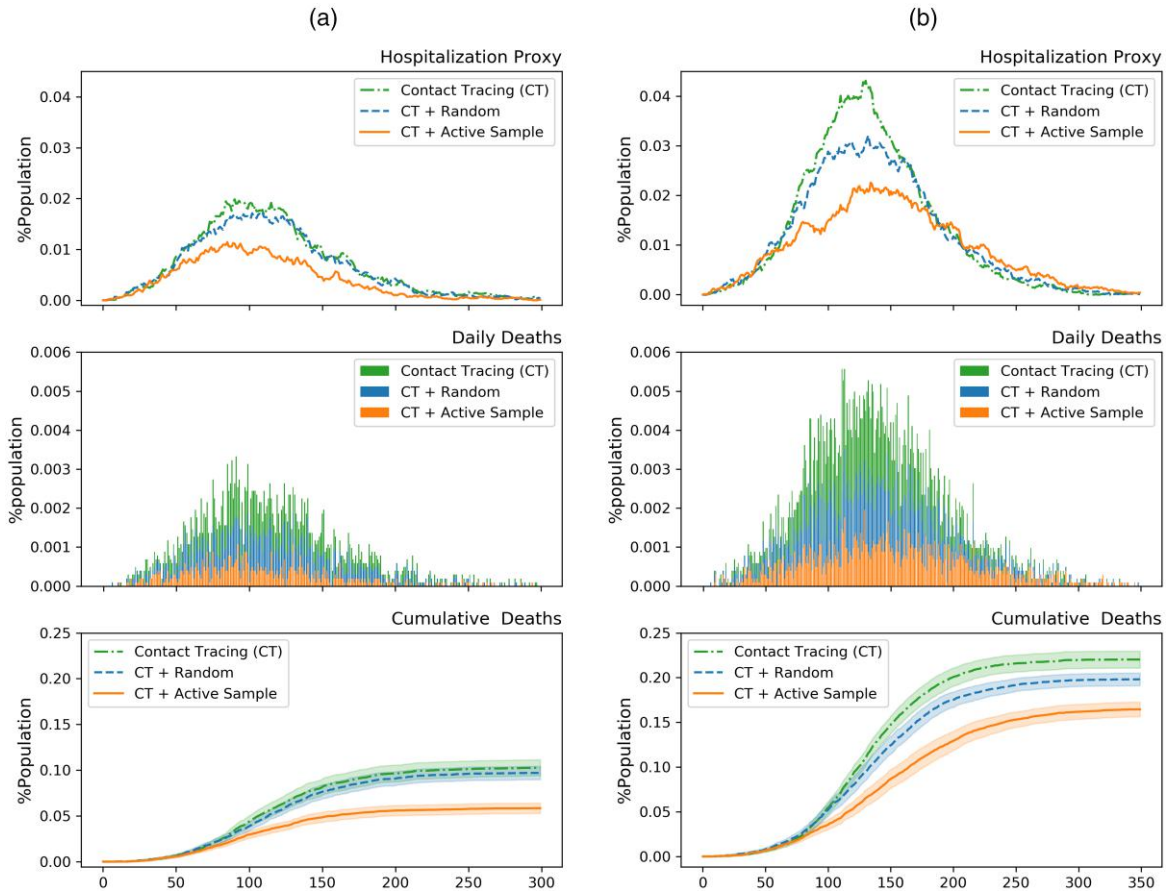 (a)
Hospitalization Proxy
%Population
0.04
0.03
0.02
0.01
0.00
Contact Tracing (CT)
CT + Random
CT + Active Sample
Daily Deaths
%population
0.006
0.005
0.004
0.003
0.002
0.001
0.000
Contact Tracing (CT)
CT + Random
CT + Active Sample
Cumulative Deaths
%Population
0.25
0.20
0.15
0.10
0.05
0.00
Contact Tracing (CT)
CT + Random
CT + Active Sample
0 50 100 150 200 250 300
(b)
Hospitalization Proxy
%Population
0.04
0.03
0.02
0.01
0.00
Contact Tracing (CT)
CT + Random
CT + Active Sample
Daily Deaths
%population
0.006
0.005
0.004
0.003
0.002
0.001
0.000
Contact Tracing (CT)
CT + Random
CT + Active Sample
Cumulative Deaths
%Population
0.25
0.20
0.15
0.10
0.05
0.00
Contact Tracing (CT)
CT + Random
CT + Active Sample
0 50 100 150 200 250 300 350